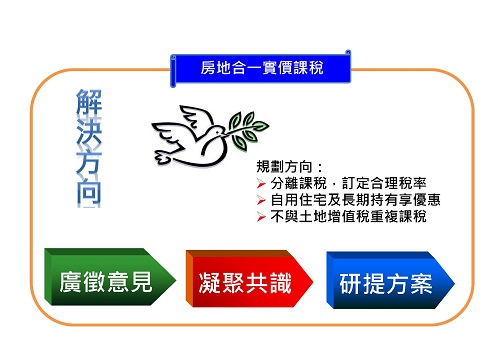 房地合一實價課稅
解決方向
規劃方向：
分離課稅，訂定合理稅率
自用住宅及長期持有享優惠
不與土地增值稅重複課稅
廣徵意見
凝聚共識
研提方案